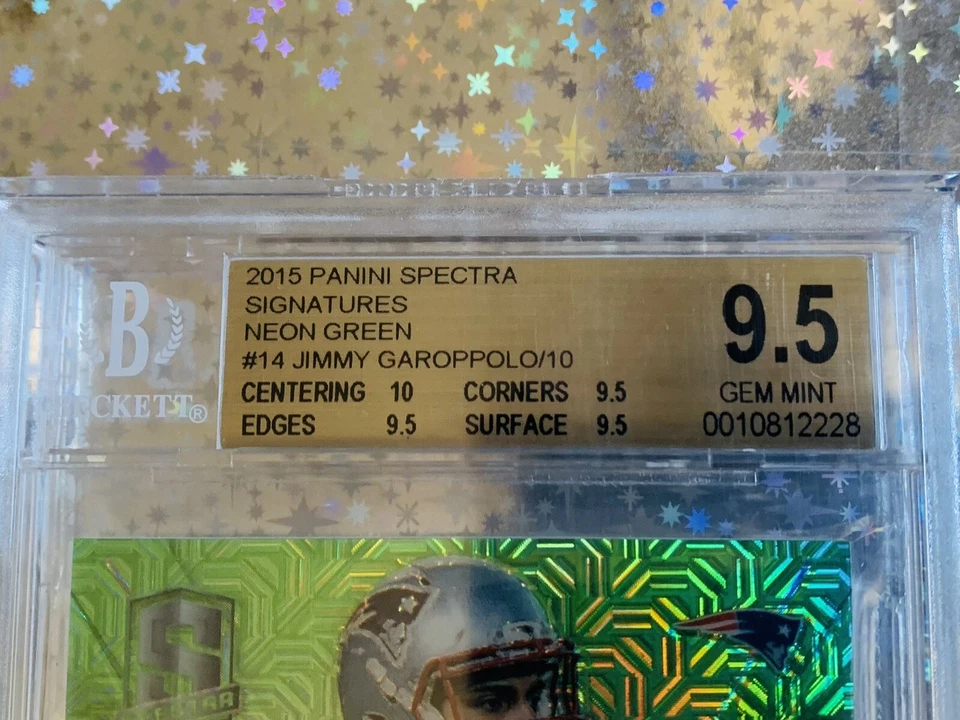 2015 PANINI SPECTRA
SIGNATURES
NEON GREEN
#14 JIMMY GAROPPOLO/10
CENTERING 10 CORNERS 9.5
EDGES 9.5 SURFACE 9.5
9.5
GEM MINT
0010812228
B
CKETT®
S